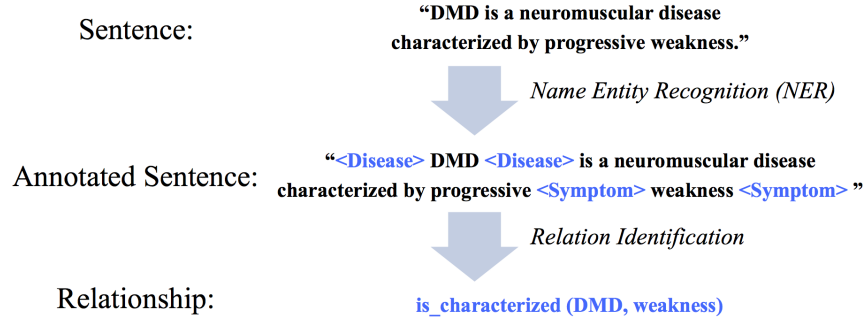 Sentence:
“DMD is a neuromuscular disease
characterized by progressive weakness.”
Name Entity Recognition (NER)
Annotated Sentence:
“<Disease> DMD <Disease> is a neuromuscular disease
characterized by progressive <Symptom> weakness <Symptom> ”
Relation Identification
Relationship:
is_characterized (DMD, weakness)